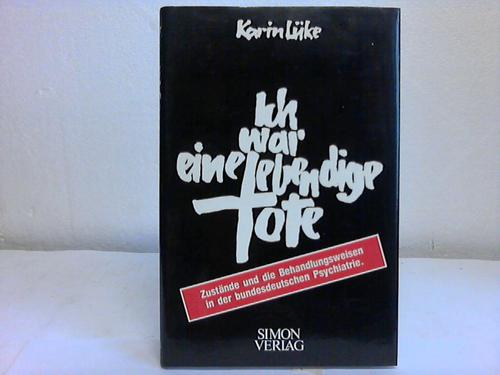 Karin Lüke
Ich
war
eine lebendige
Tote
Zustände und die Behandlungsweisen
in der bundesdeutschen Psychiatrie.
SIMON
VERLAG